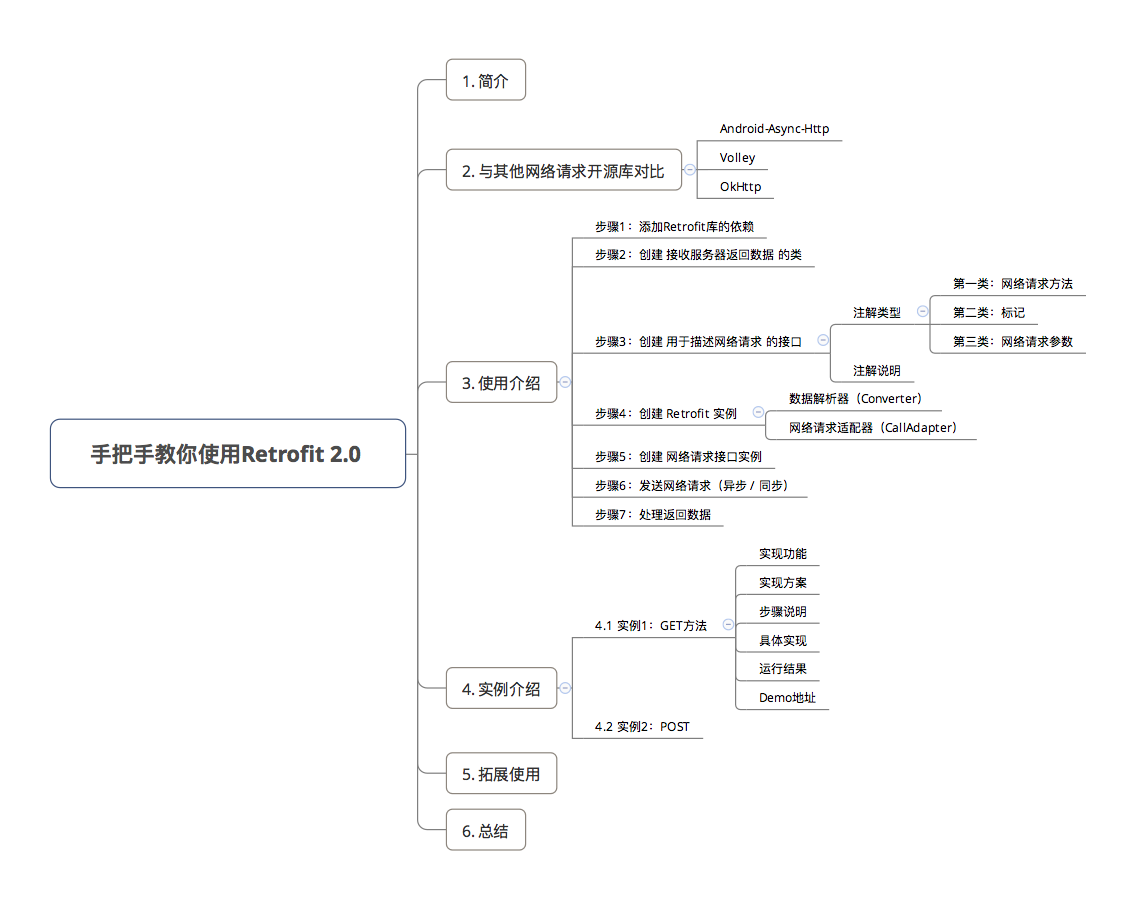 手把手教你使用Retrofit 2.0
1. 简介
2. 与其他网络请求开源库对比
Android-Async-Http
Volley
OkHttp
3. 使用介绍
步骤1：添加Retrofit库的依赖
步骤2：创建 接收服务器返回数据 的类
步骤3：创建 用于描述网络请求 的接口
注解类型
第一类：网络请求方法
第二类：标记
第三类：网络请求参数
注解说明
步骤4：创建 Retrofit 实例
数据解析器（Converter）
网络请求适配器（CallAdapter）
步骤5：创建 网络请求接口实例
步骤6：发送网络请求（异步 / 同步）
步骤7：处理返回数据
4. 实例介绍
4.1 实例1：GET方法
实现功能
实现方案
步骤说明
具体实现
运行结果
Demo地址
4.2 实例2：POST
5. 拓展使用
6. 总结